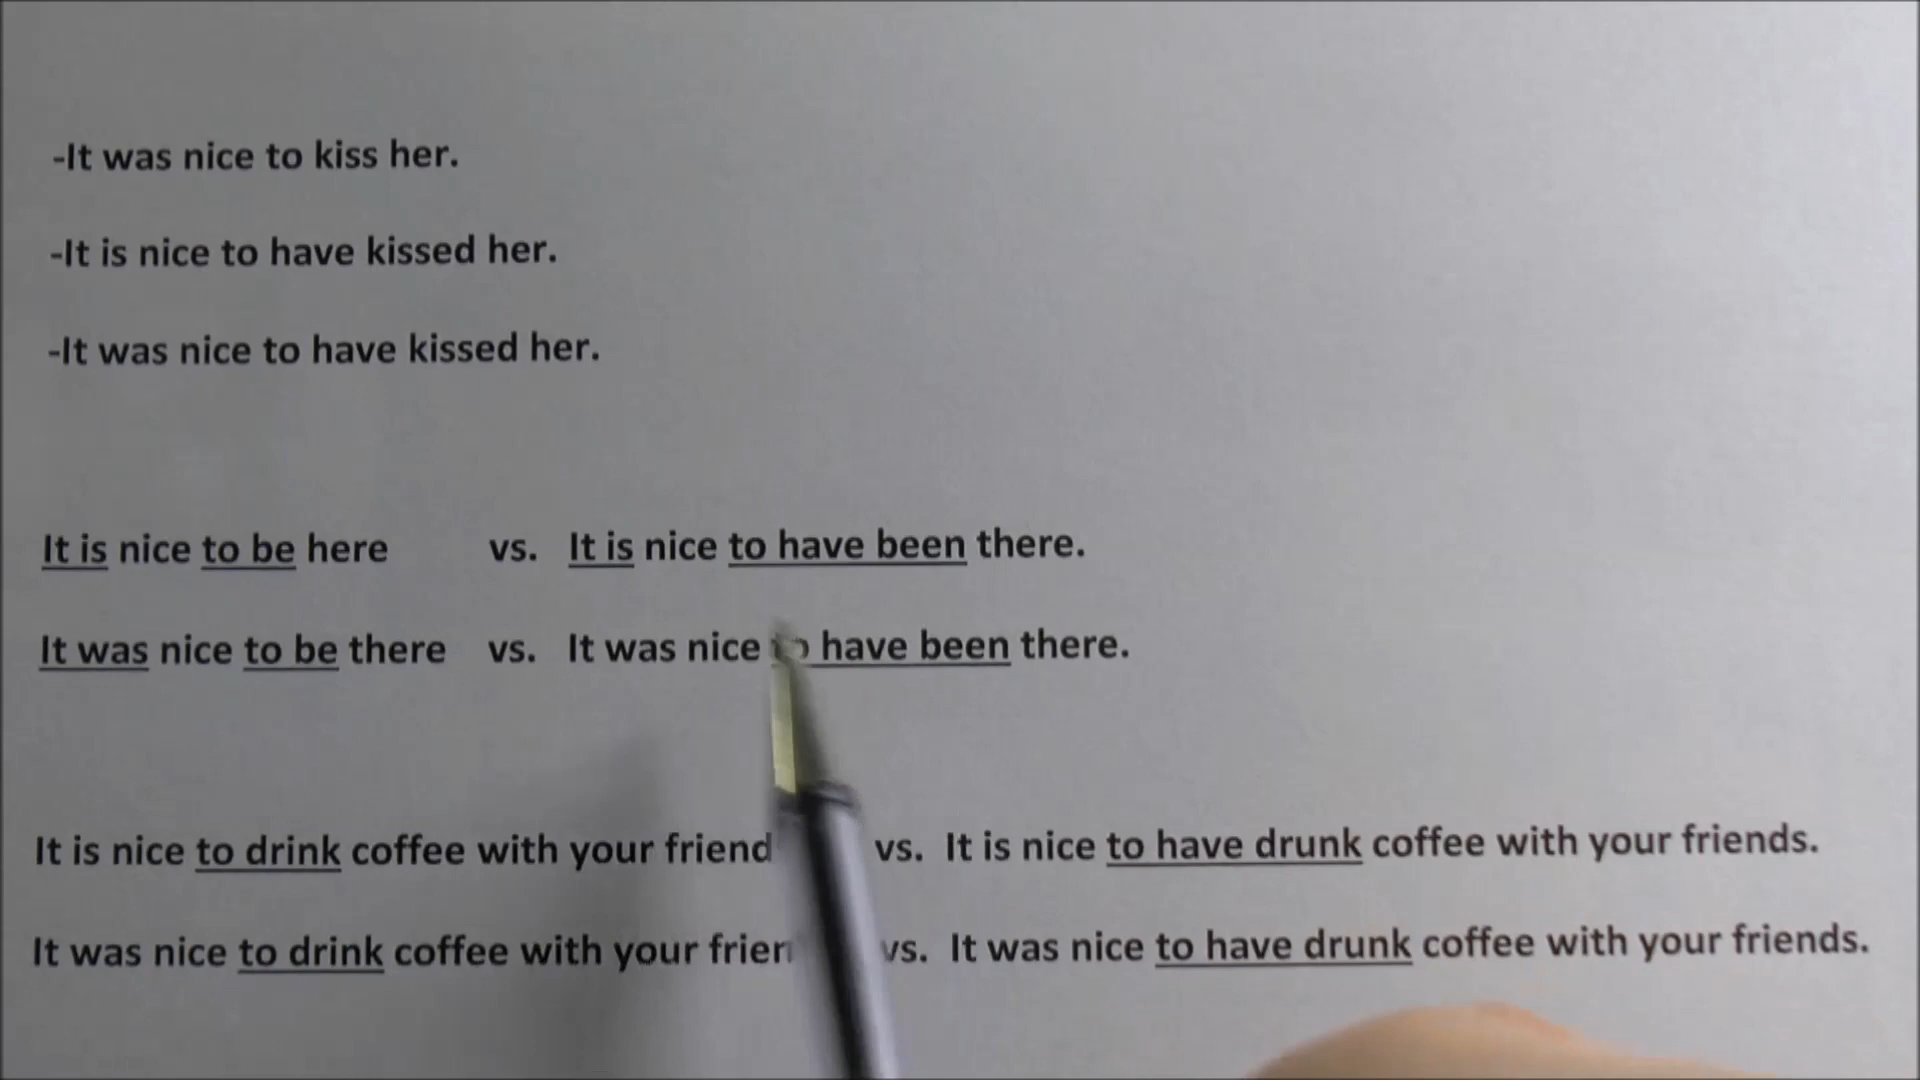 -It was nice to kiss her.
-It is nice to have kissed her.
-It was nice to have kissed her.
It is nice to be here vs. It is nice to have been there.
It was nice to be there vs. It was nice to have been there.
It is nice to drink coffee with your friend vs. It is nice to have drunk coffee with your friends.
It was nice to drink coffee with your frien vs. It was nice to have drunk coffee with your friends.